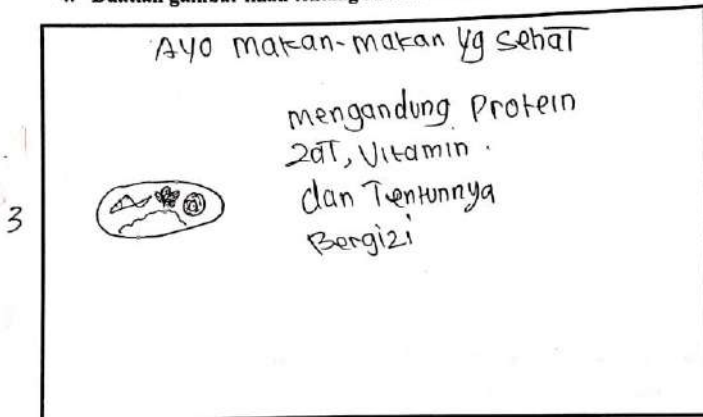 Ayo makan-makan yg sehat
mengandung Protein
Zat, Vitamin.
dan Tentunnya
Bergizi
3